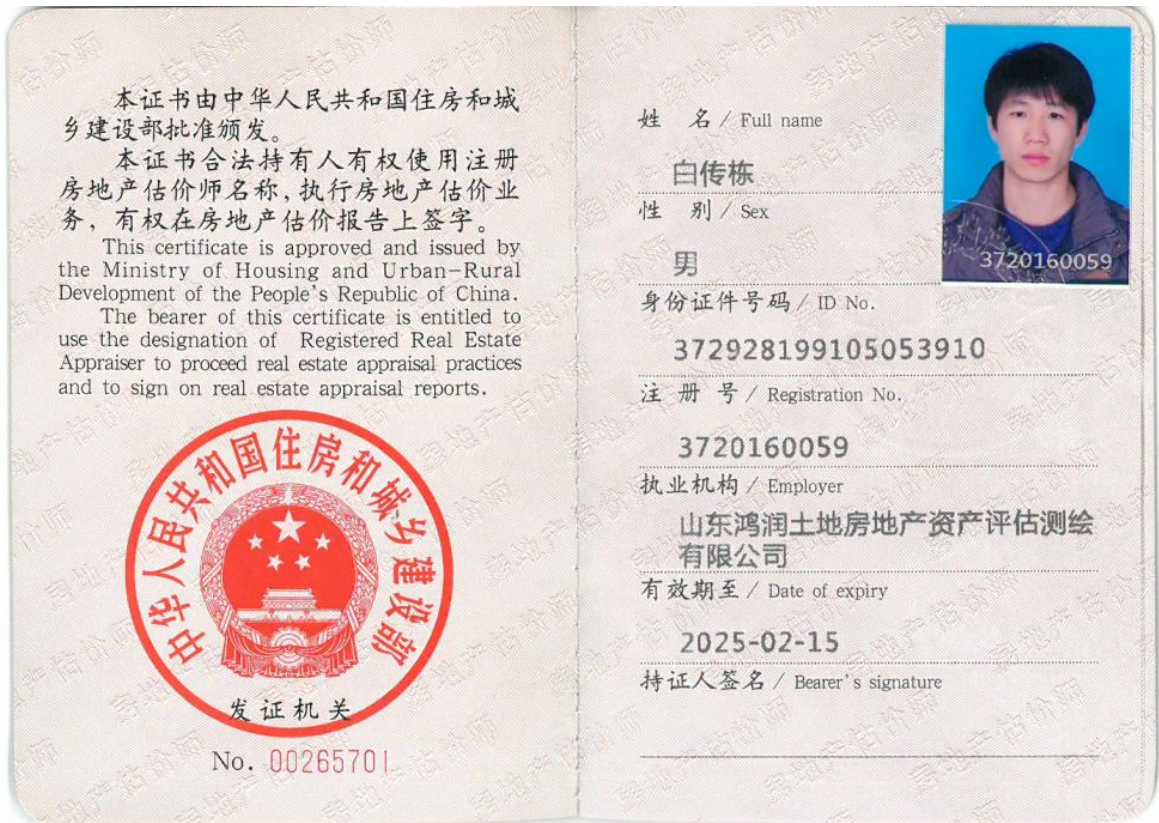 本证书由中华人民共和国住房和城
乡建设部批准颁发。
本证书合法持有人有权使用注册
房地产估价师名称，执行房地产估价业
务，有权在房地产估价报告上签字。
This certificate is approved and issued by
the Ministry of Housing and Urban-Rural
Development of the People's Republic of China.
The bearer of this certificate is entitled to
use the designation of Registered Real Estate
Appraiser to proceed real estate appraisal practices
and to sign on real estate appraisal reports.
中华人民共和国住房和城乡建设部
发证机关
No. 00265701
姓 名 / Full name
白传栋
性 别 / Sex
男
身份证件号码 / ID No.
372928199105053910
注 册 号 / Registration No.
3720160059
执业机构 / Employer
山东鸿润土地房地产资产评估测绘
有限公司
有效期至 / Date of expiry
2025-02-15
持证人签名 / Bearer's signature
3720160059